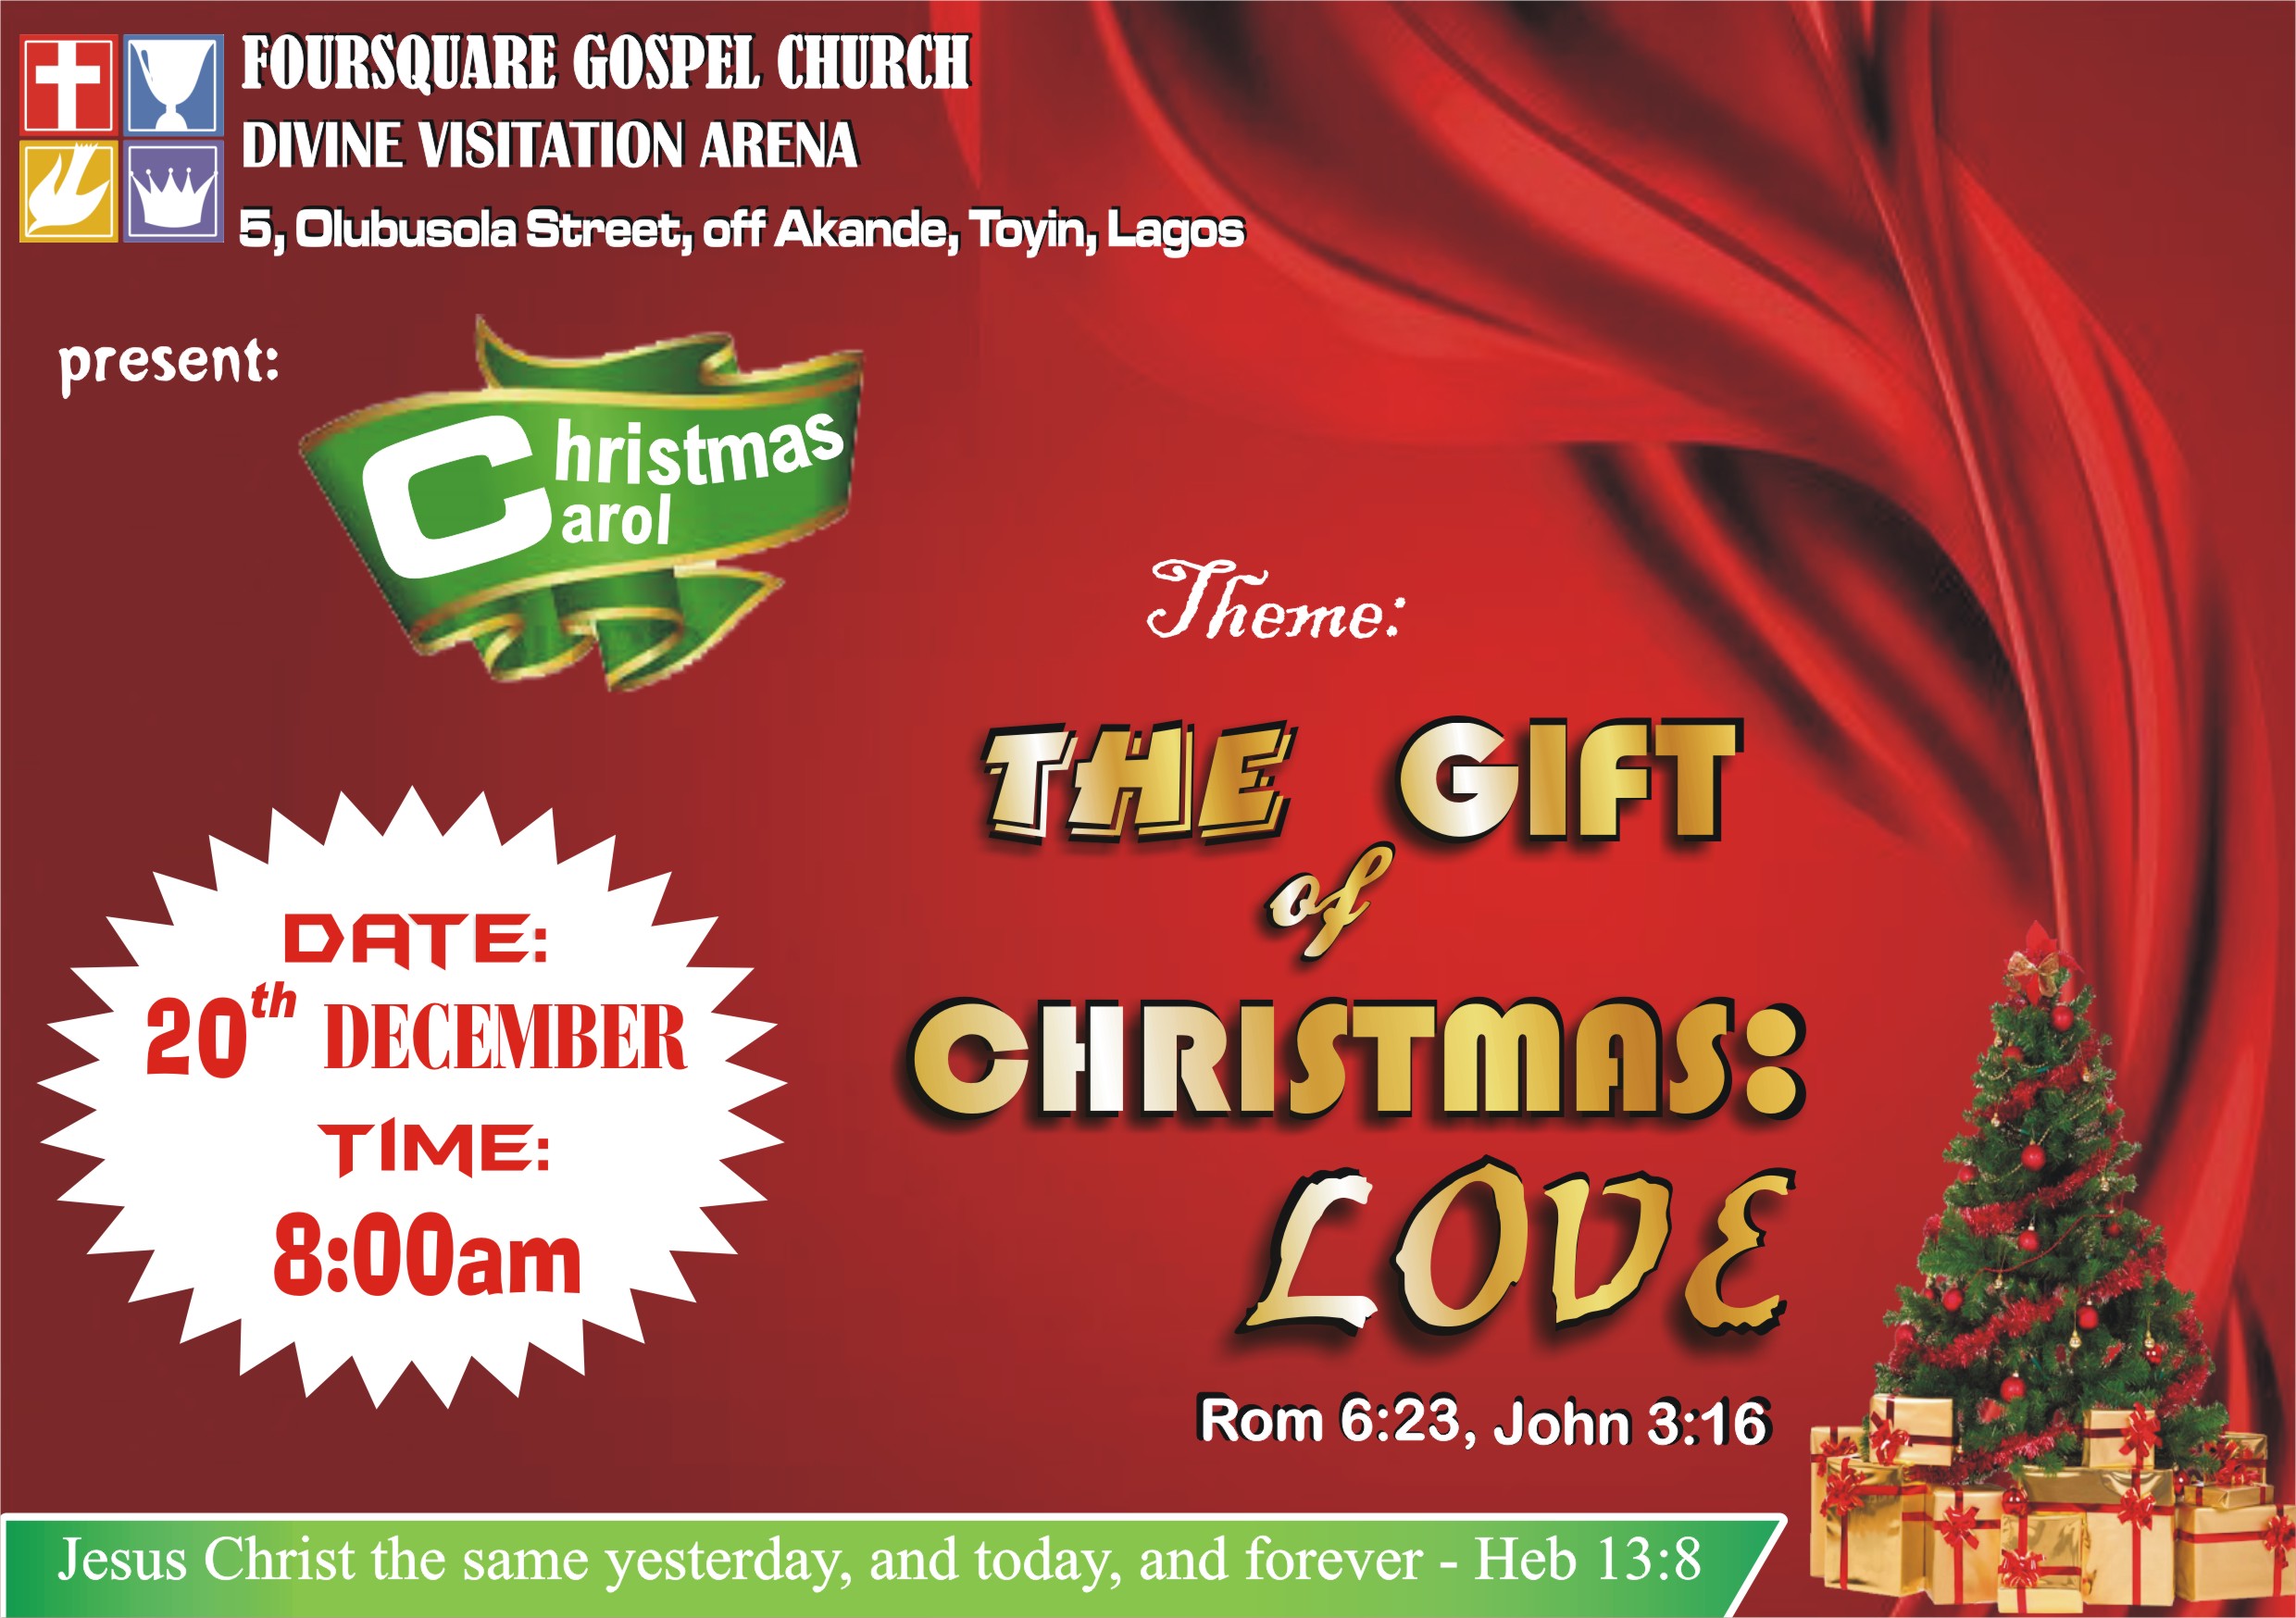 FOURSQUARE GOSPEL CHURCH
DIVINE VISITATION ARENA
5, Olubusola Street, off Akande, Toyin, Lagos
present:
Christmas
Carol
Theme:
THE GIFT
of
CHRISTMAS:
LOVE
Rom 6:23, John 3:16
DATE:
20th DECEMBER
TIME:
8:00am
Jesus Christ the same yesterday, and today, and forever - Heb 13:8